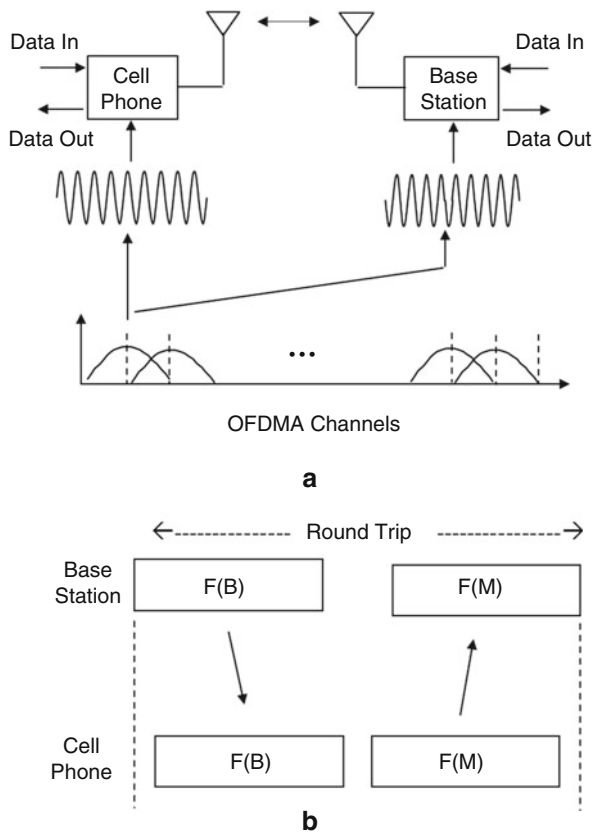 Data In
Data In
Cell
Phone
Base
Station
Data Out
Data Out
...
OFDMA Channels
a
Round Trip
Base
Station
F(B)
F(M)
Cell
Phone
F(B)
F(M)
b